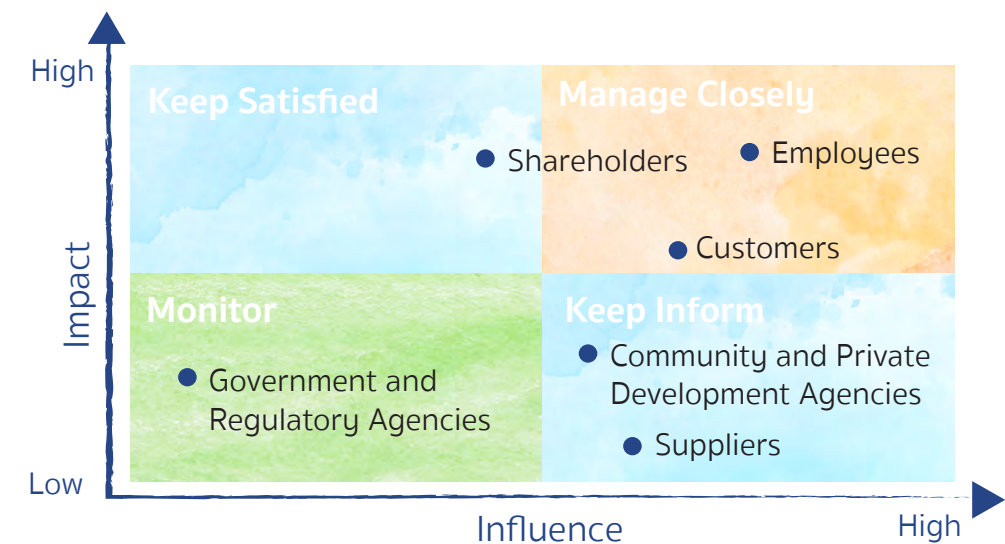 High
Keep Satisfied
Manage Closely
Shareholders
Employees
Customers
Impact
Monitor
Keep Inform
Government and
Regulatory Agencies
Community and Private
Development Agencies
Suppliers
Low
Influence
High